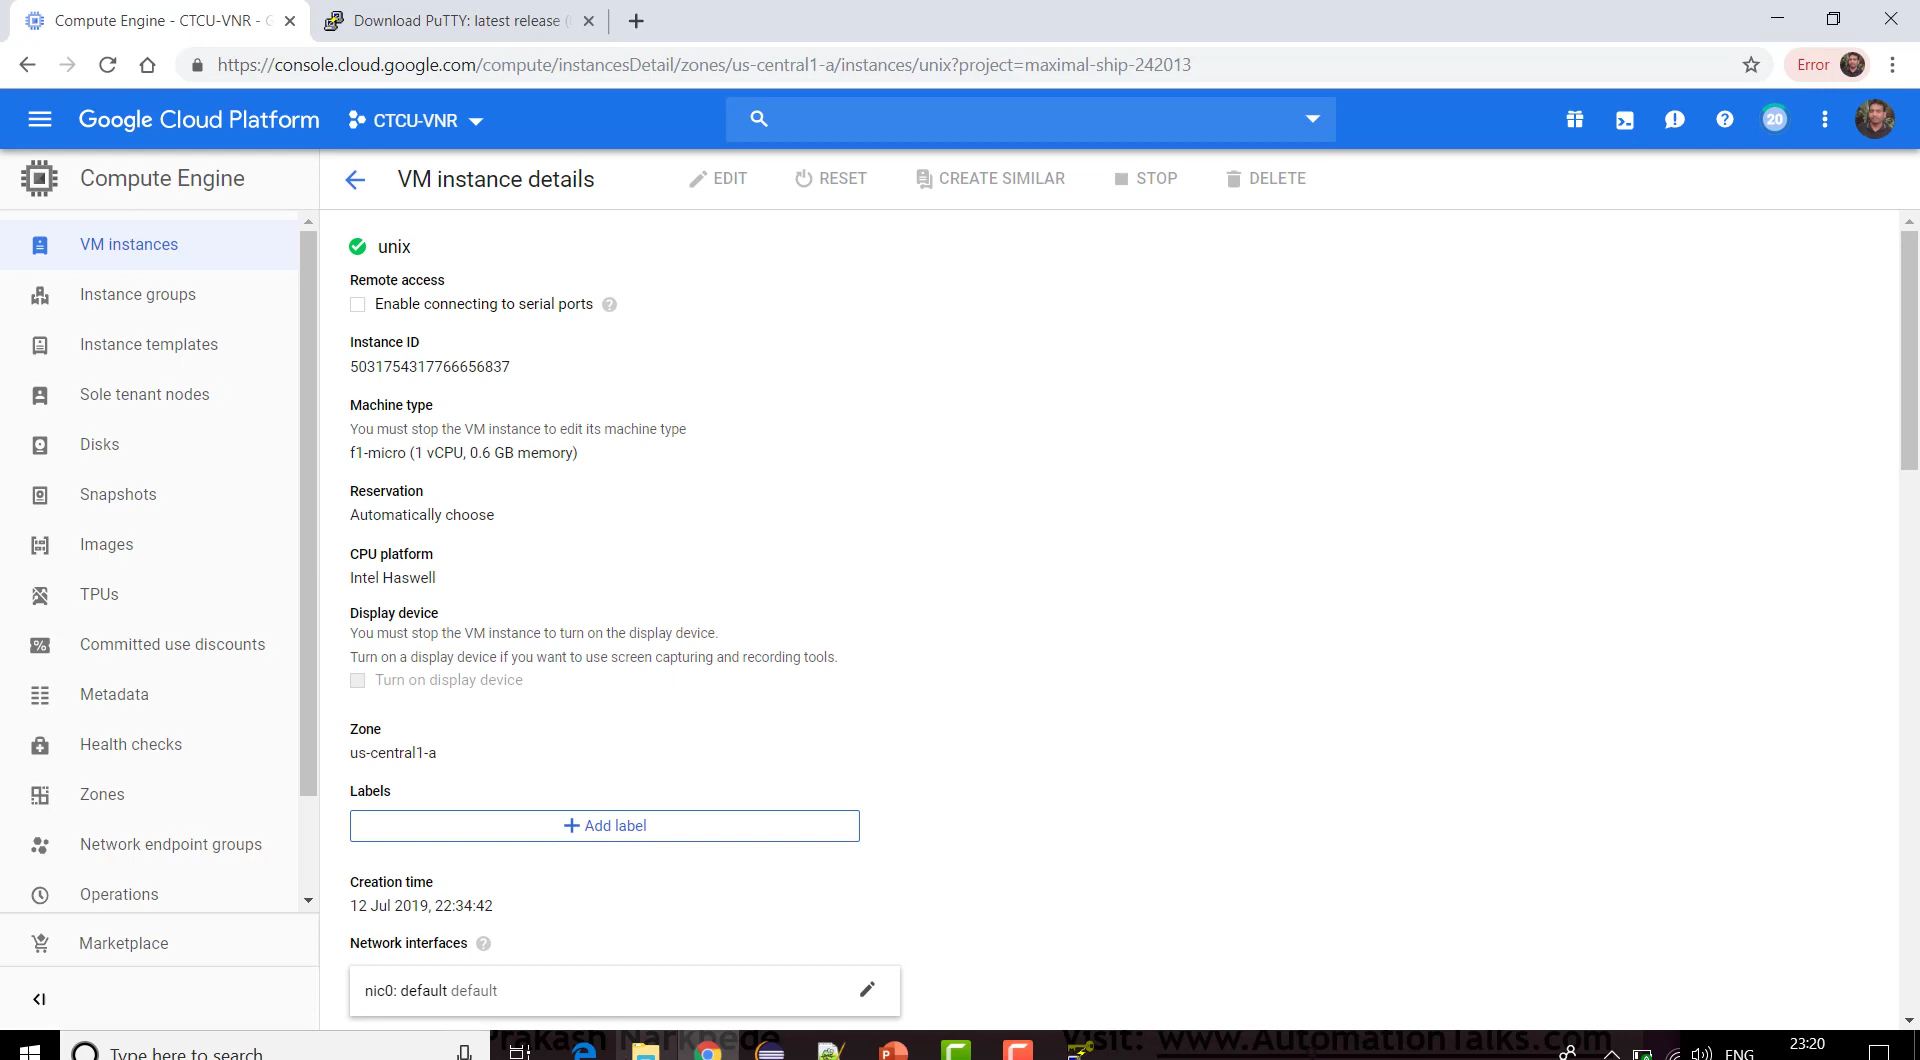 Compute Engine - CTCU-VNR - G
Download PuTTY: latest release (
https://console.cloud.google.com/compute/instancesDetail/zones/us-central1-a/instances/unix?project=maximal-ship-242013
Error
Google Cloud Platform
CTCU-VNR
20
Compute Engine
VM instance details
EDIT
RESET
CREATE SIMILAR
STOP
DELETE
VM instances
Instance groups
Instance templates
Sole tenant nodes
Disks
Snapshots
Images
TPUs
Committed use discounts
Metadata
Health checks
Zones
Network endpoint groups
Operations
Marketplace
unix
Remote access
Enable connecting to serial ports
Instance ID
5031754317766656837
Machine type
You must stop the VM instance to edit its machine type
f1-micro (1 vCPU, 0.6 GB memory)
Reservation
Automatically choose
CPU platform
Intel Haswell
Display device
You must stop the VM instance to turn on the display device.
Turn on a display device if you want to use screen capturing and recording tools.
Turn on display device
Zone
us-central1-a
Labels
Add label
Creation time
12 Jul 2019, 22:34:42
Network interfaces
nic0: default default
Prakash Narkhede
Visit: www.AutomationTalks.com
Type here to search
ENG
23:20